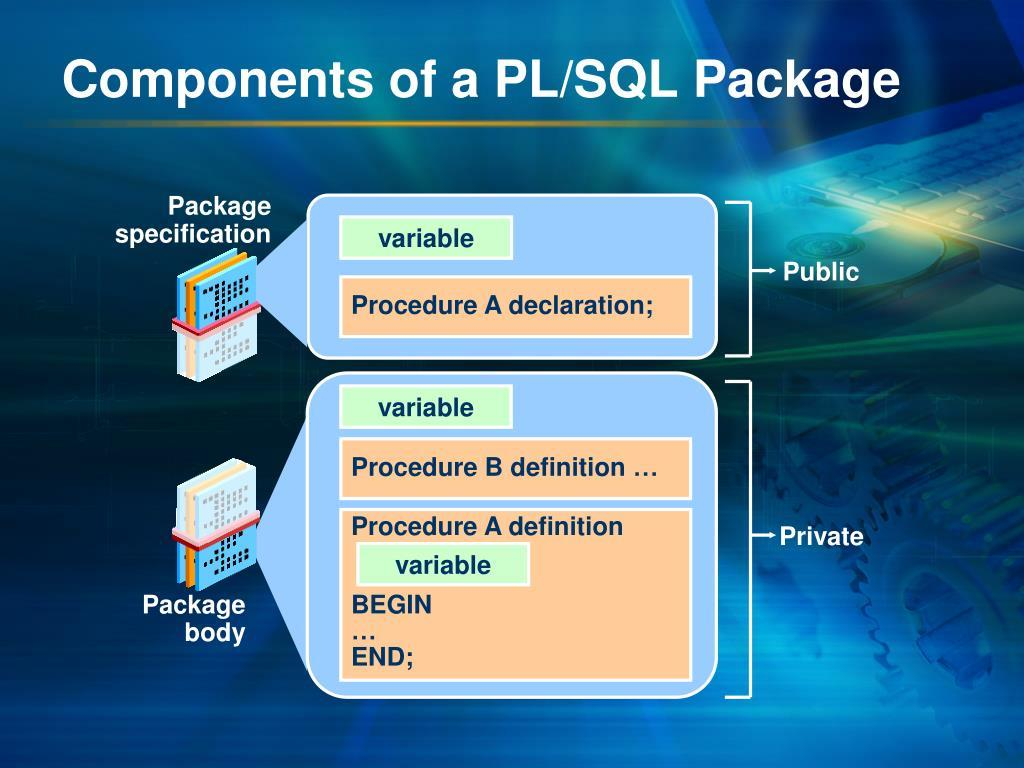 Components of a PL/SQL Package
Package
specification
variable
Procedure A declaration;
Public
variable
Procedure B definition …
Procedure A definition
variable
BEGIN
…
END;
Private
Package
body